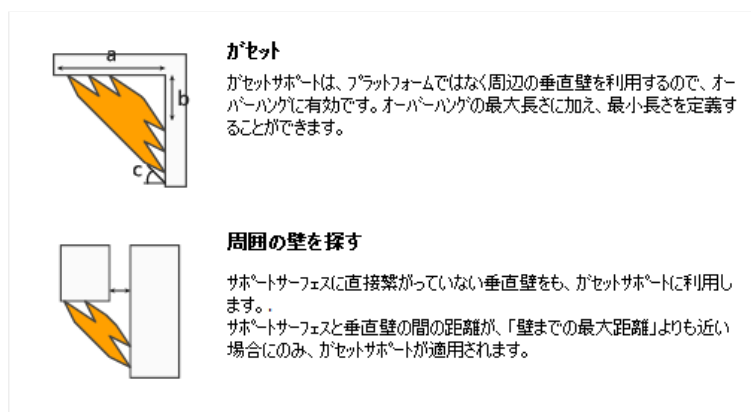 ガセット
a
ガセットサポートは、プラットフォームではなく周辺の垂直壁を利用するので、オー
b
バーハングに有効です。オーバーハングの最大長さに加え、最小長さを定義す
ることができます。
c
周囲の壁を探す
サポートサーフェスに直接繋がっていない垂直壁をも、ガセットサポートに利用し
ます。.
サポートサーフェスと垂直壁の間の距離が、「壁までの最大距離」よりも近い
場合にのみ、ガセットサポートが適用されます。